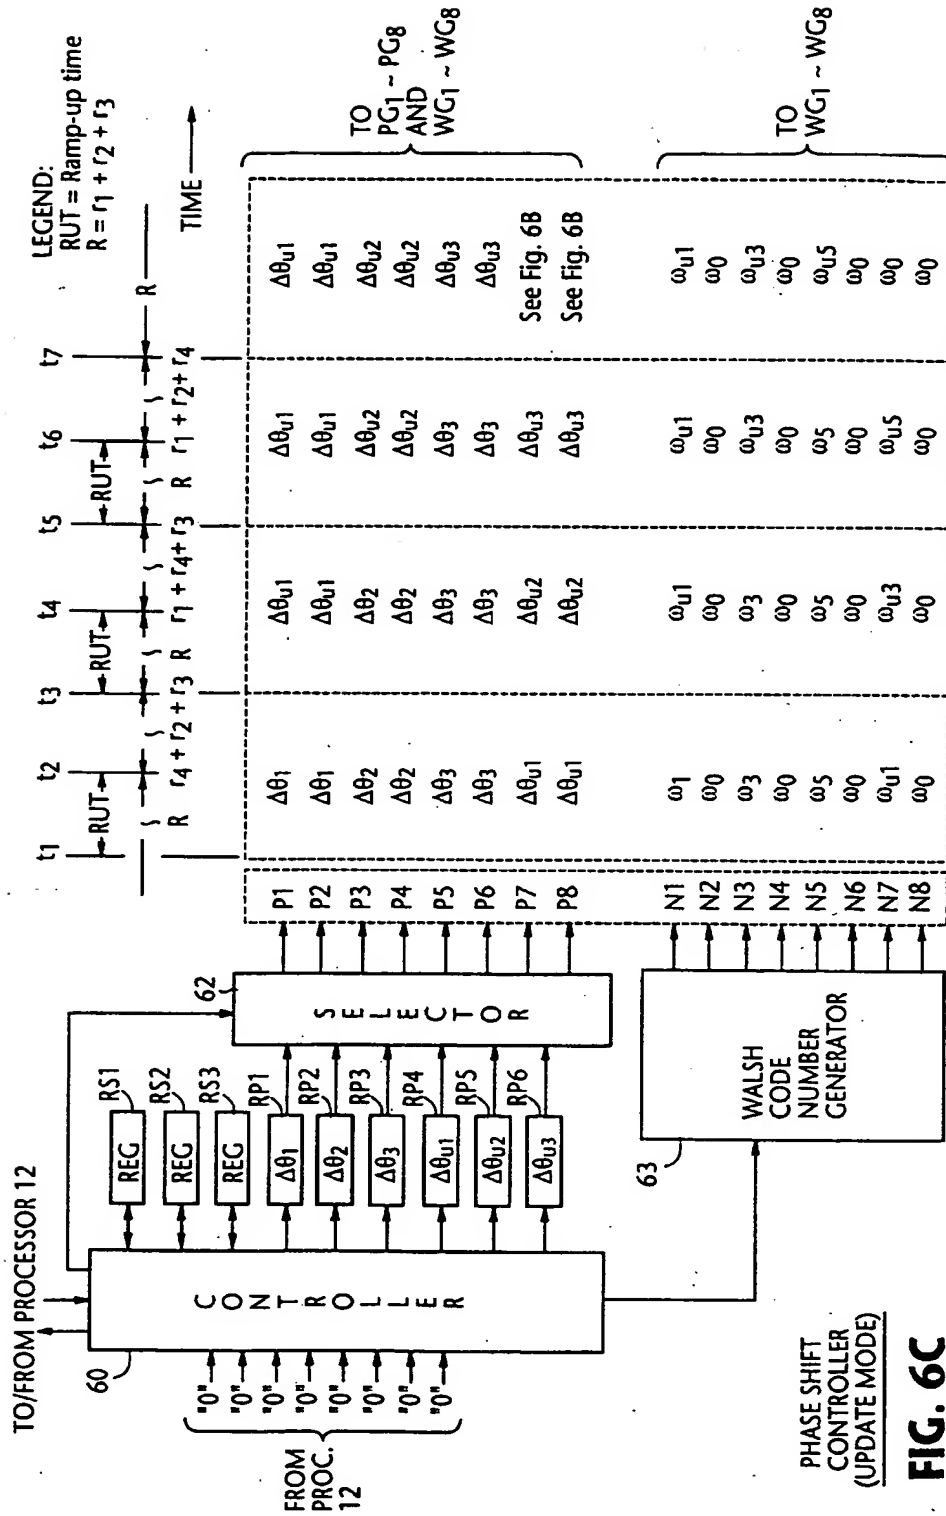 LEGEND:
RUT = Ramp-up time
R = r1 + r2 + r3
t1 t2 t3 t4 t5 t6 t7
RUT RUT RUT
R r4 + r2 + r3 R r1 + r4 + r3 R r1 + r2 + r4 R
TIME
TO/FROM PROCESSOR 12
60
CONTROLLER
"0"
"0"
"0"
"0"
"0"
"0"
"0"
"0"
FROM
PROC.
12
REG RS1
REG RS2
REG RS3
Δθ1 RP1
Δθ2 RP2
Δθ3 RP3
Δθu1 RP4
Δθu2 RP5
Δθu3 RP6
62
SELECTOR
P1 Δθ1 Δθu1 Δθu1 Δθu1
P2 Δθ1 Δθu1 Δθu1 Δθu1
P3 Δθ2 Δθ2 Δθu2 Δθu2
P4 Δθ2 Δθ2 Δθu2 Δθu2
P5 Δθ3 Δθ3 Δθ3 Δθu3
P6 Δθ3 Δθ3 Δθ3 Δθu3
P7 Δθu1 Δθu2 Δθu3 See Fig. 6B
P8 Δθu1 Δθu2 Δθu3 See Fig. 6B
TO
PG1 ~ PG8
AND
WG1 ~ WG8
63
WALSH
CODE
NUMBER
GENERATOR
N1 ω1 ωu1 ωu1 ωu1
N2 ω0 ω0 ω0 ω0
N3 ω3 ω3 ωu3 ωu3
N4 ω0 ω0 ω0 ω0
N5 ω5 ω5 ω5 ωu5
N6 ω0 ω0 ω0 ω0
N7 ωu1 ωu3 ωu5 ω0
N8 ω0 ω0 ω0 ω0
TO
WG1 ~ WG8
PHASE SHIFT
CONTROLLER
(UPDATE MODE)
FIG. 6C